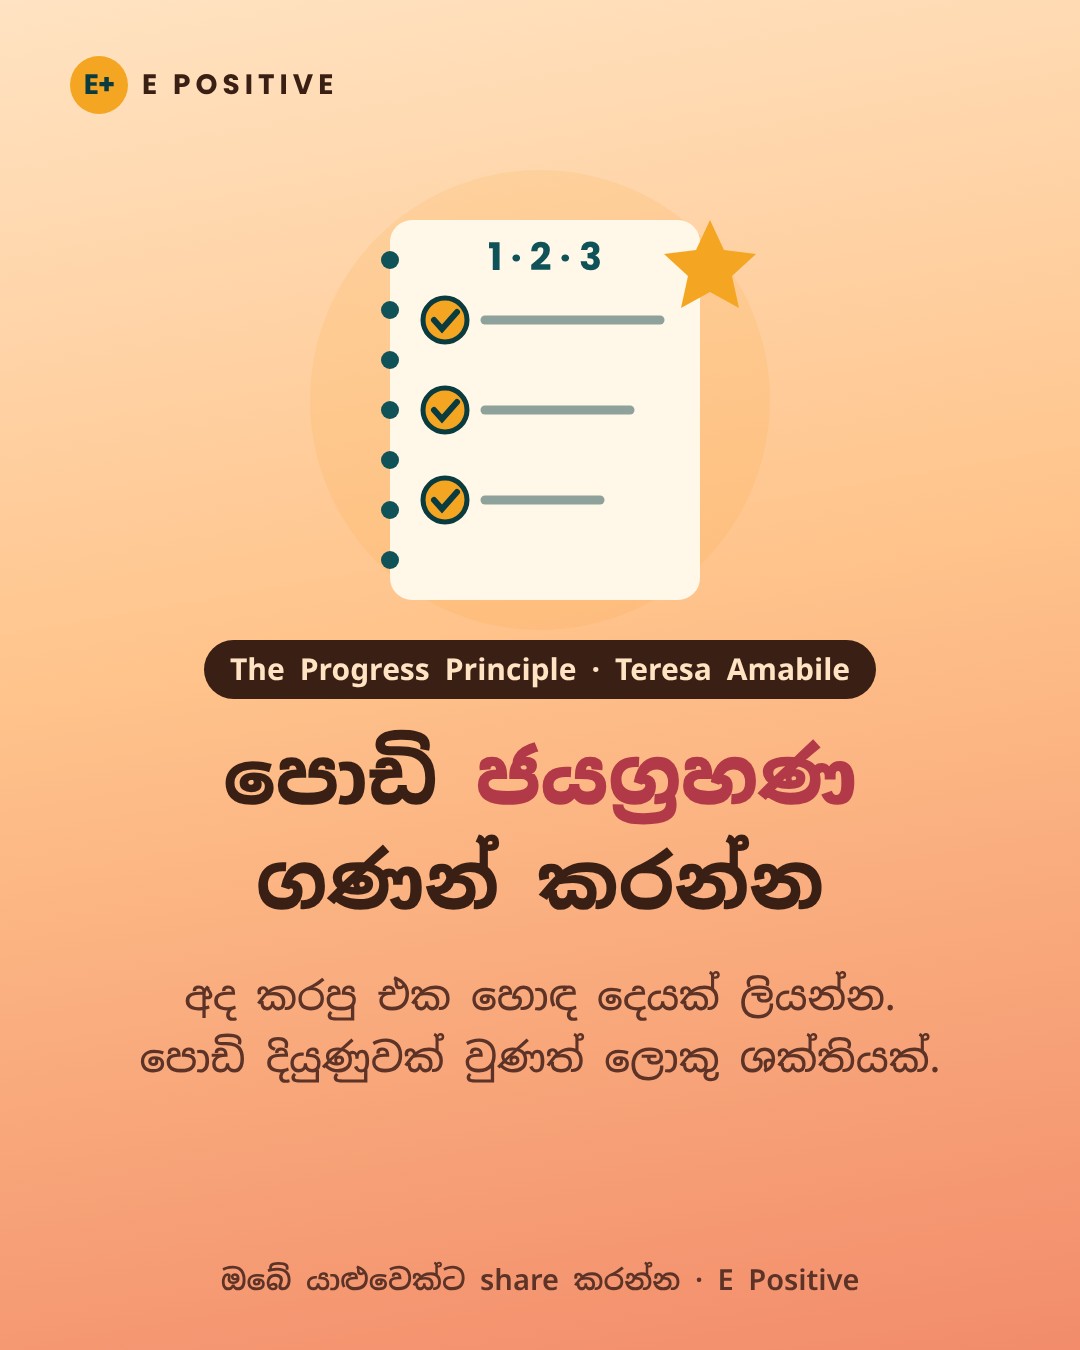 E+ E POSITIVE
1·2·3
The Progress Principle · Teresa Amabile
පොඩි ජයග්‍රහණ
ගණන් කරන්න
අද කරපු එක හොඳ දෙයක් ලියන්න.
පොඩි දියුණුවක් වුණත් ලොකු ශක්තියක්.
ඔබේ යාළුවෙක්ට share කරන්න · E Positive